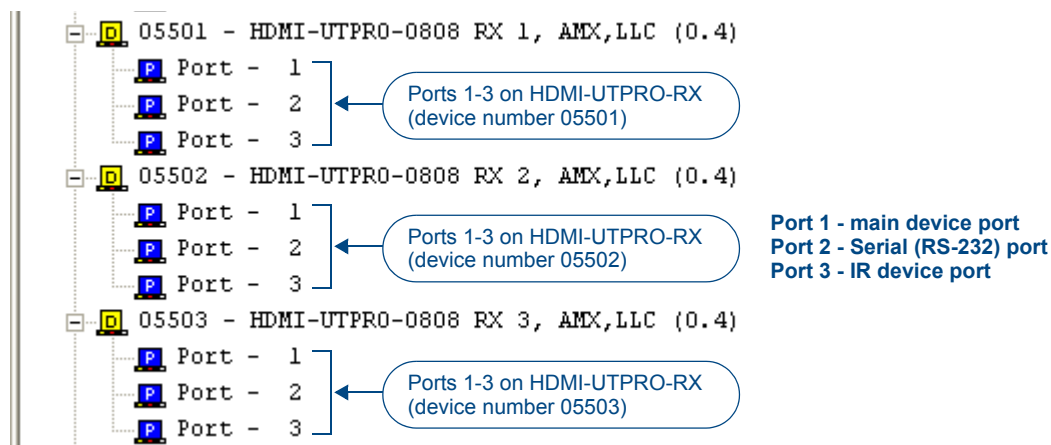 05501 - HDMI-UTPRO-0808 RX 1, AMX,LLC (0.4)
P Port - 1
P Port - 2
P Port - 3
Ports 1-3 on HDMI-UTPRO-RX
(device number 05501)
D 05502 - HDMI-UTPRO-0808 RX 2, AMX,LLC (0.4)
P Port - 1
P Port - 2
P Port - 3
Ports 1-3 on HDMI-UTPRO-RX
(device number 05502)
Port 1 - main device port
Port 2 - Serial (RS-232) port
Port 3 - IR device port
D 05503 - HDMI-UTPRO-0808 RX 3, AMX,LLC (0.4)
P Port - 1
P Port - 2
P Port - 3
Ports 1-3 on HDMI-UTPRO-RX
(device number 05503)